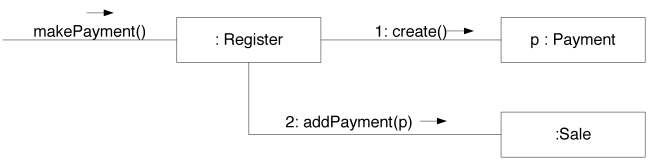 makePayment()
: Register
1: create()
p : Payment
2: addPayment(p)
:Sale